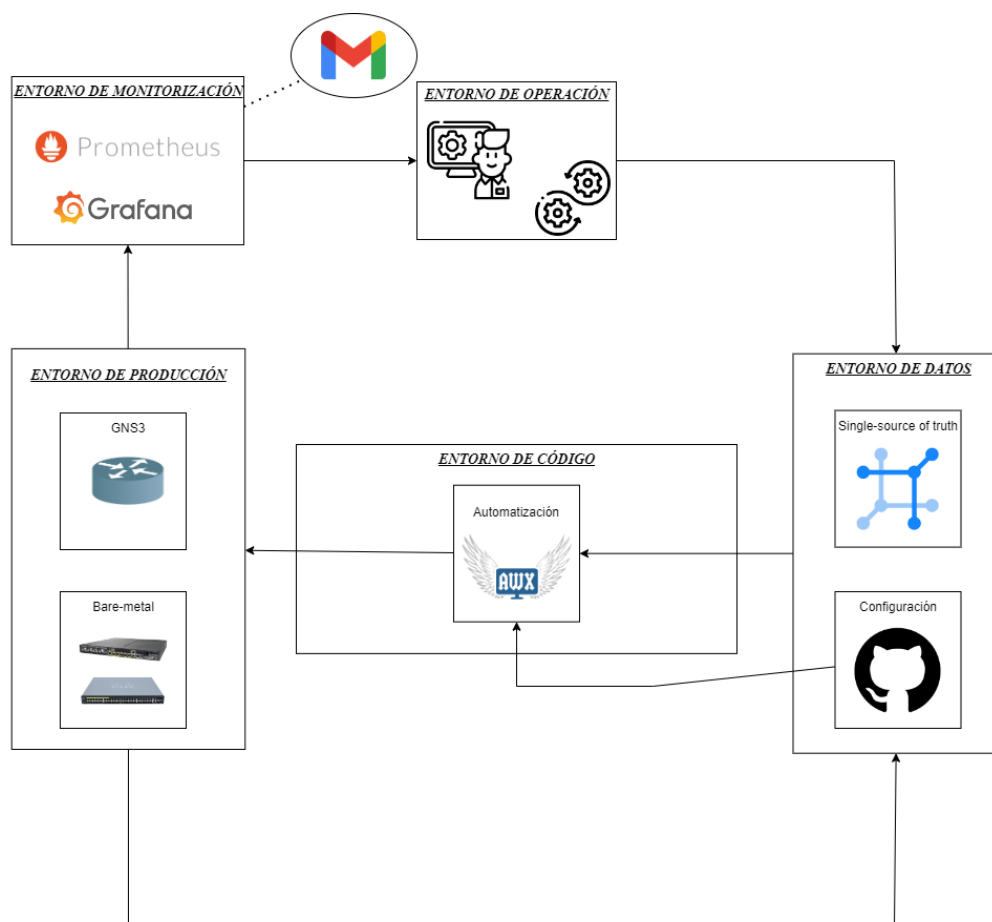 ENTORNO DE MONITORIZACIÓN
Prometheus
Grafana
ENTORNO DE OPERACIÓN
ENTORNO DE PRODUCCIÓN
GNS3
Bare-metal
ENTORNO DE CÓDIGO
Automatización
AWX
ENTORNO DE DATOS
Single-source of truth
Configuración